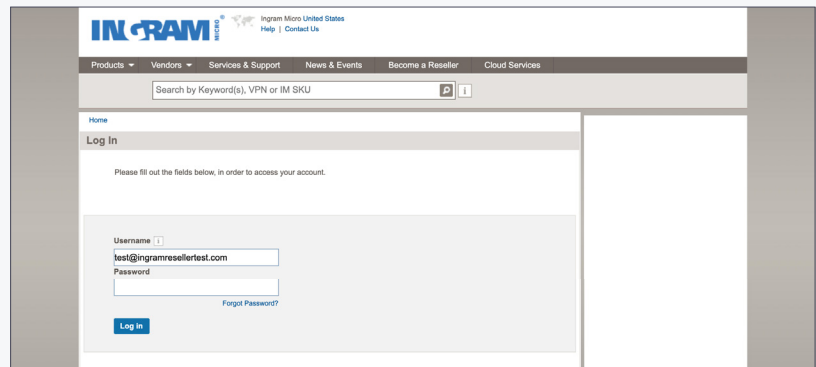 INGRAM MICRO®
Ingram Micro United States
Help | Contact Us
Products Vendors Services & Support News & Events Become a Reseller Cloud Services
Search by Keyword(s), VPN or IM SKU
i
Home
Log In
Please fill out the fields below, in order to access your account.
Username i
test@ingramresellertest.com
Password
Forgot Password?
Log in